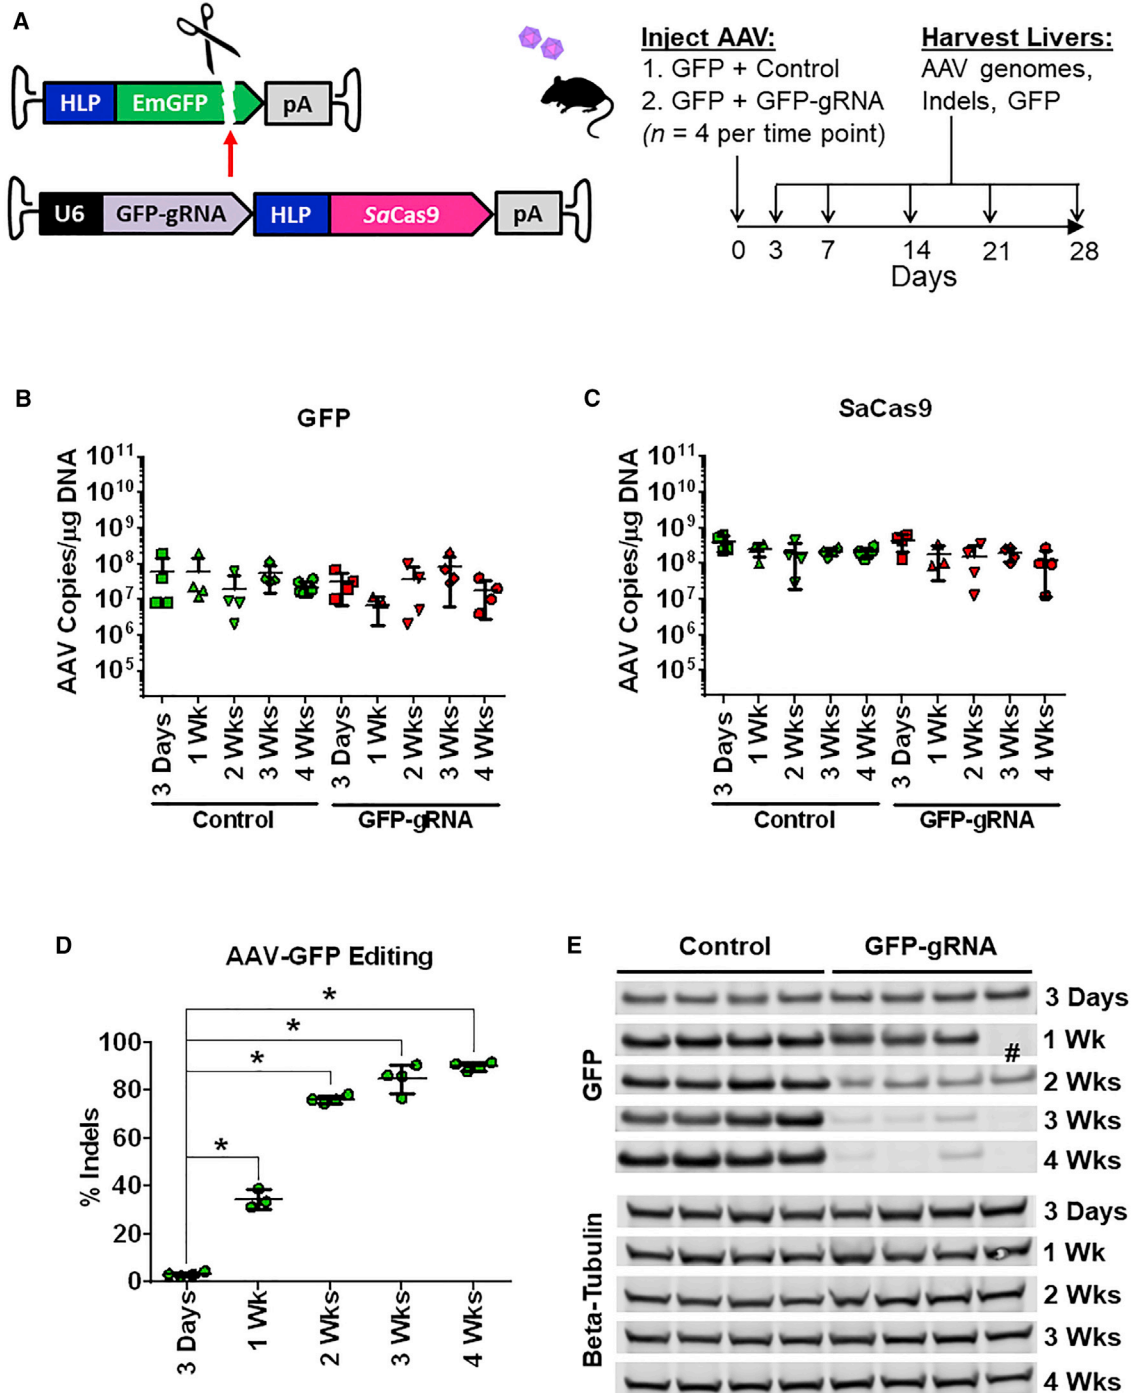 A
HLP EmGFP pA
U6 GFP-gRNA HLP SaCas9 pA
Inject AAV:
1. GFP + Control
2. GFP + GFP-gRNA
(n = 4 per time point)
Harvest Livers:
AAV genomes,
Indels, GFP
0 3 7 14 21 28
Days
B
GFP
AAV Copies/µg DNA
10^11
10^10
10^9
10^8
10^7
10^6
10^5
3 Days 1 Wk 2 Wks 3 Wks 4 Wks 3 Days 1 Wk 2 Wks 3 Wks 4 Wks
Control GFP-gRNA
C
SaCas9
AAV Copies/µg DNA
10^11
10^10
10^9
10^8
10^7
10^6
10^5
3 Days 1 Wk 2 Wks 3 Wks 4 Wks 3 Days 1 Wk 2 Wks 3 Wks 4 Wks
Control GFP-gRNA
D
AAV-GFP Editing
*
*
*
*
% Indels
100
80
60
40
20
0
3 Days 1 Wk 2 Wks 3 Wks 4 Wks
E
Control GFP-gRNA
GFP
3 Days
1 Wk
#
2 Wks
3 Wks
4 Wks
Beta-Tubulin
3 Days
1 Wk
2 Wks
3 Wks
4 Wks